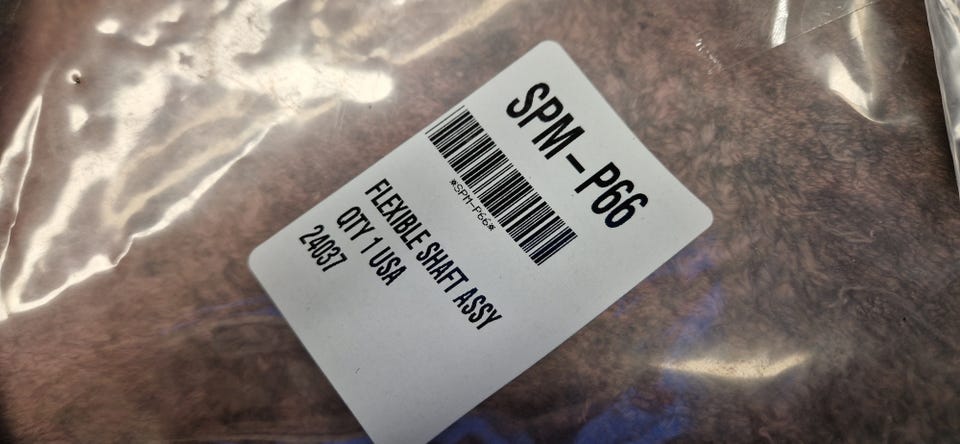 SPM-P66
*SPM-P66*
FLEXIBLE SHAFT ASSY
QTY 1 USA
24037